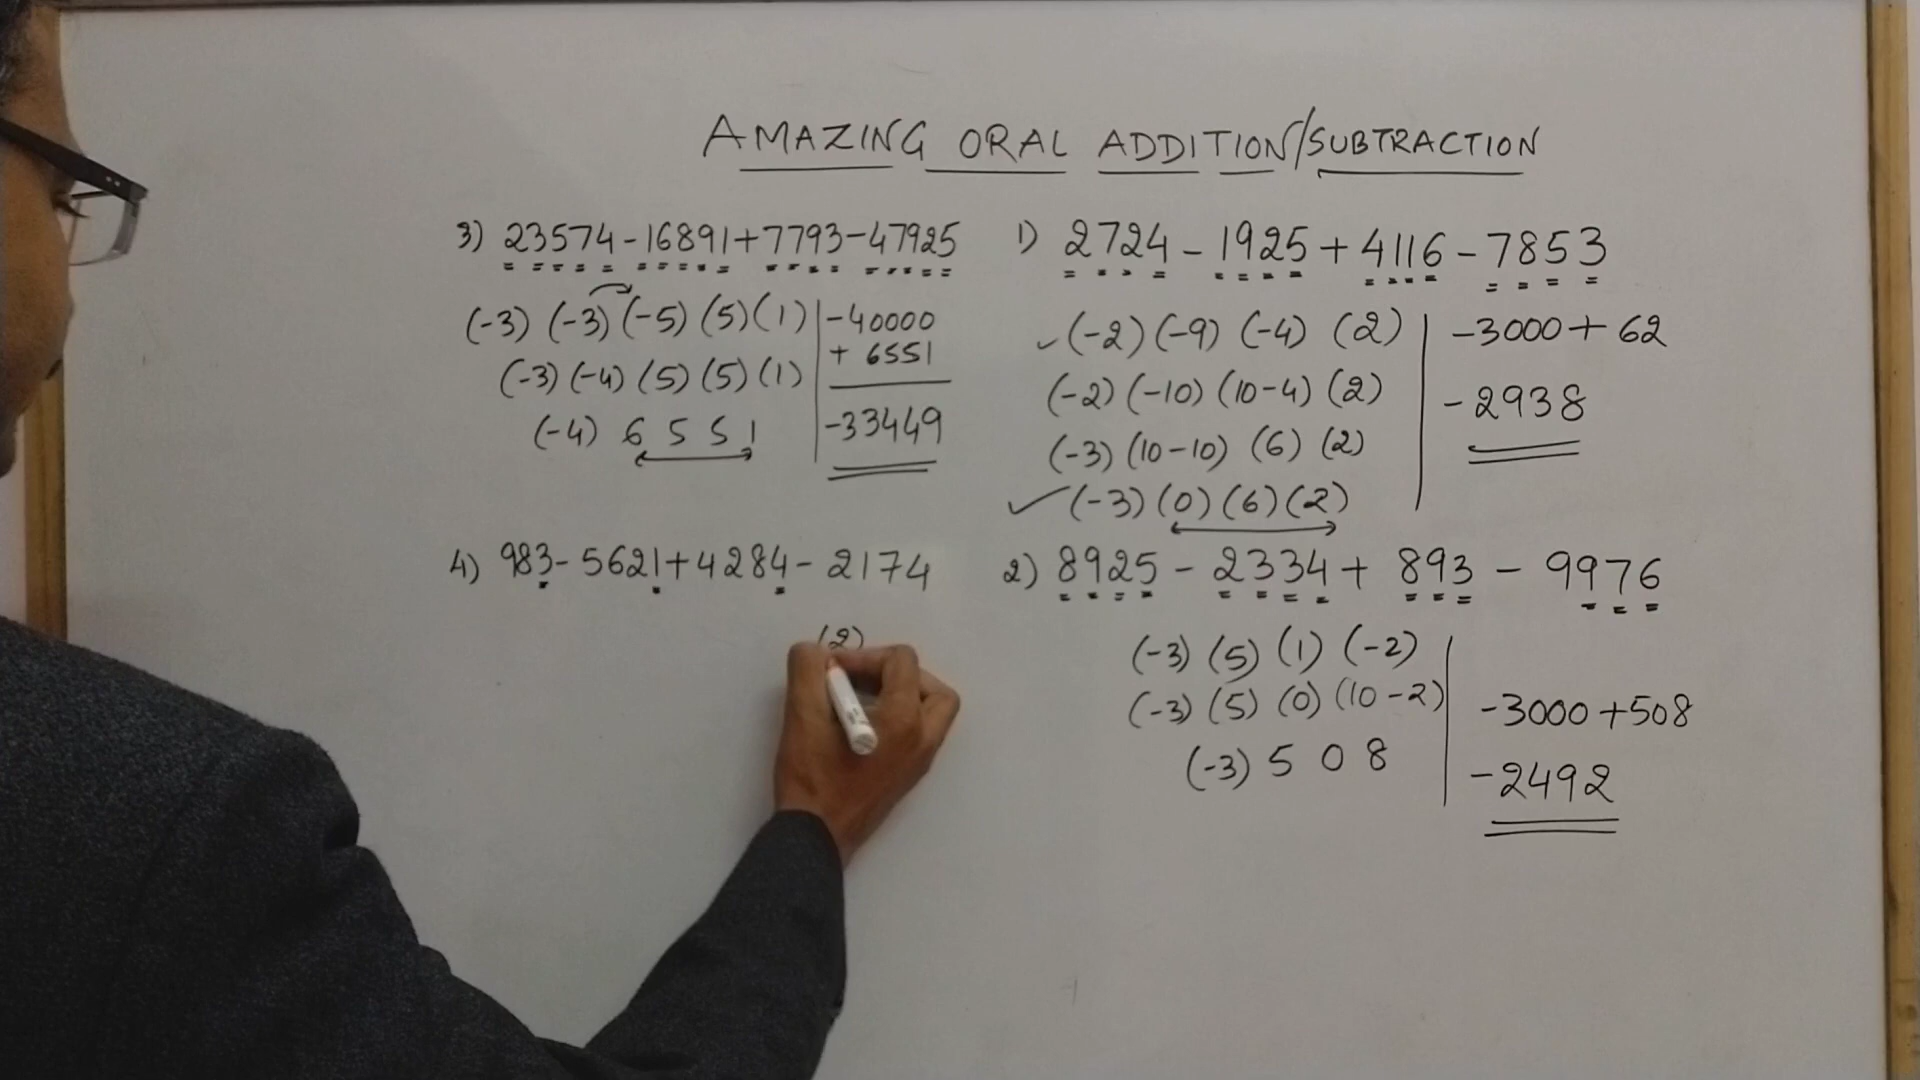 AMAZING ORAL ADDITION/SUBTRACTION
3) 23574-16891+7793-47925
(-3) (-3) (-5) (5) (1) | -40000
+ 6551
(-3) (-4) (5) (5) (1)
(-4) 6 5 5 1 | -33449
4) 983-5621+4284-2174
(2)
1) 2724-1925+4116-7853
(-2) (-9) (-4) (2) | -3000+62
(-2) (-10) (10-4) (2) | -2938
(-3) (10-10) (6) (2)
✓ (-3) (0) (6) (2)
2) 8925-2334+893-9976
(-3) (5) (1) (-2)
(-3) (5) (0) (10-2) | -3000+508
(-3) 5 0 8 | -2492